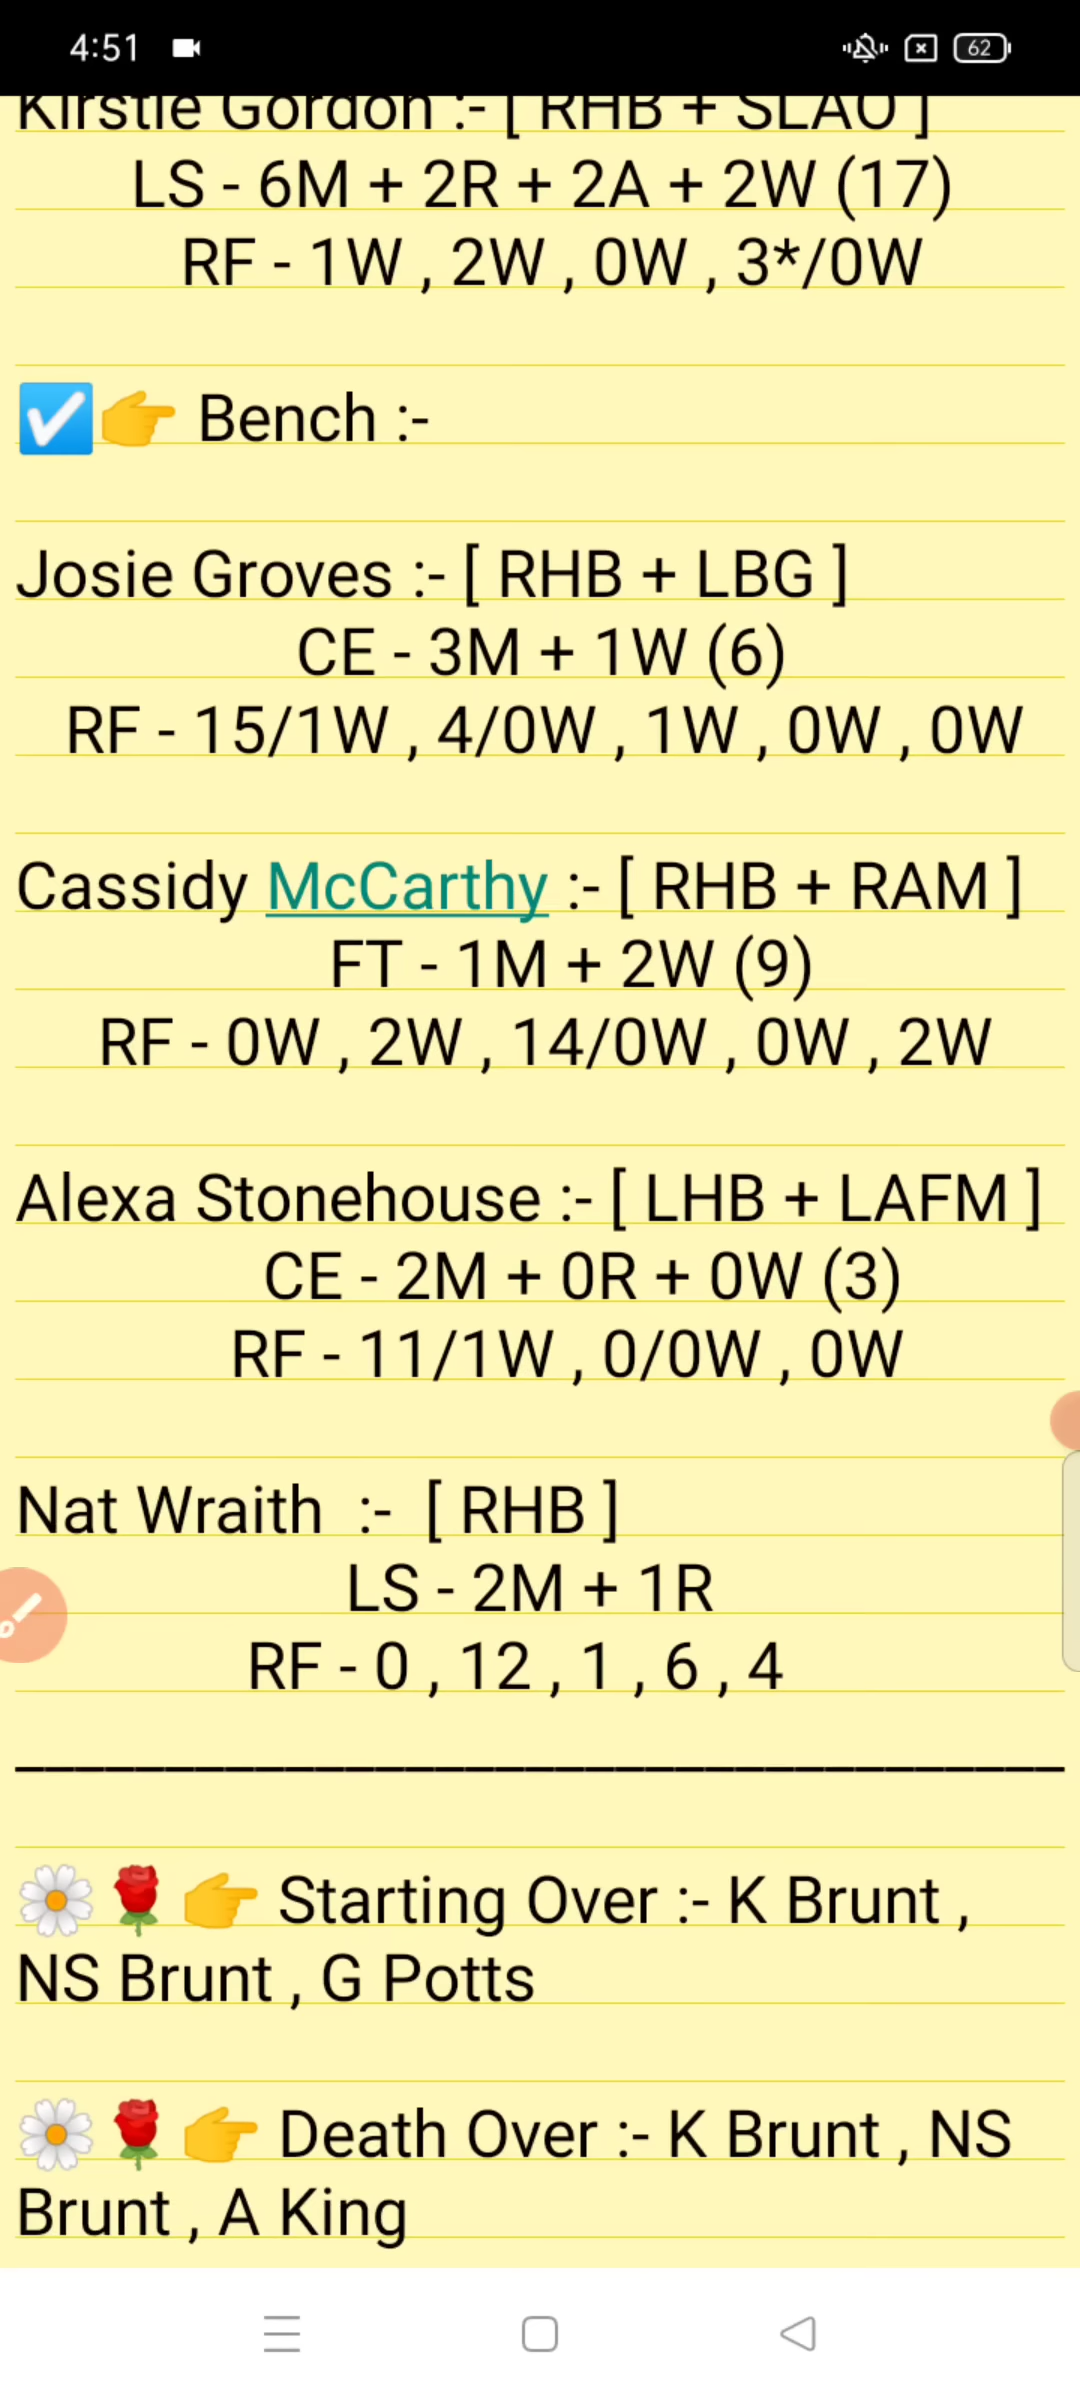 4:51
62
Kirstie Gordon :- [ RHB + SLAO ]
LS - 6M + 2R + 2A + 2W (17)
RF - 1W , 2W , 0W , 3*/0W
Bench :-
Josie Groves :- [ RHB + LBG ]
CE - 3M + 1W (6)
RF - 15/1W , 4/0W , 1W , 0W , 0W
Cassidy McCarthy :- [ RHB + RAM ]
FT - 1M + 2W (9)
RF - 0W , 2W , 14/0W , 0W , 2W
Alexa Stonehouse :- [ LHB + LAFM ]
CE - 2M + 0R + 0W (3)
RF - 11/1W , 0/0W , 0W
Nat Wraith :- [ RHB ]
LS - 2M + 1R
RF - 0 , 12 , 1 , 6 , 4
Starting Over :- K Brunt ,
NS Brunt , G Potts
Death Over :- K Brunt , NS
Brunt , A King